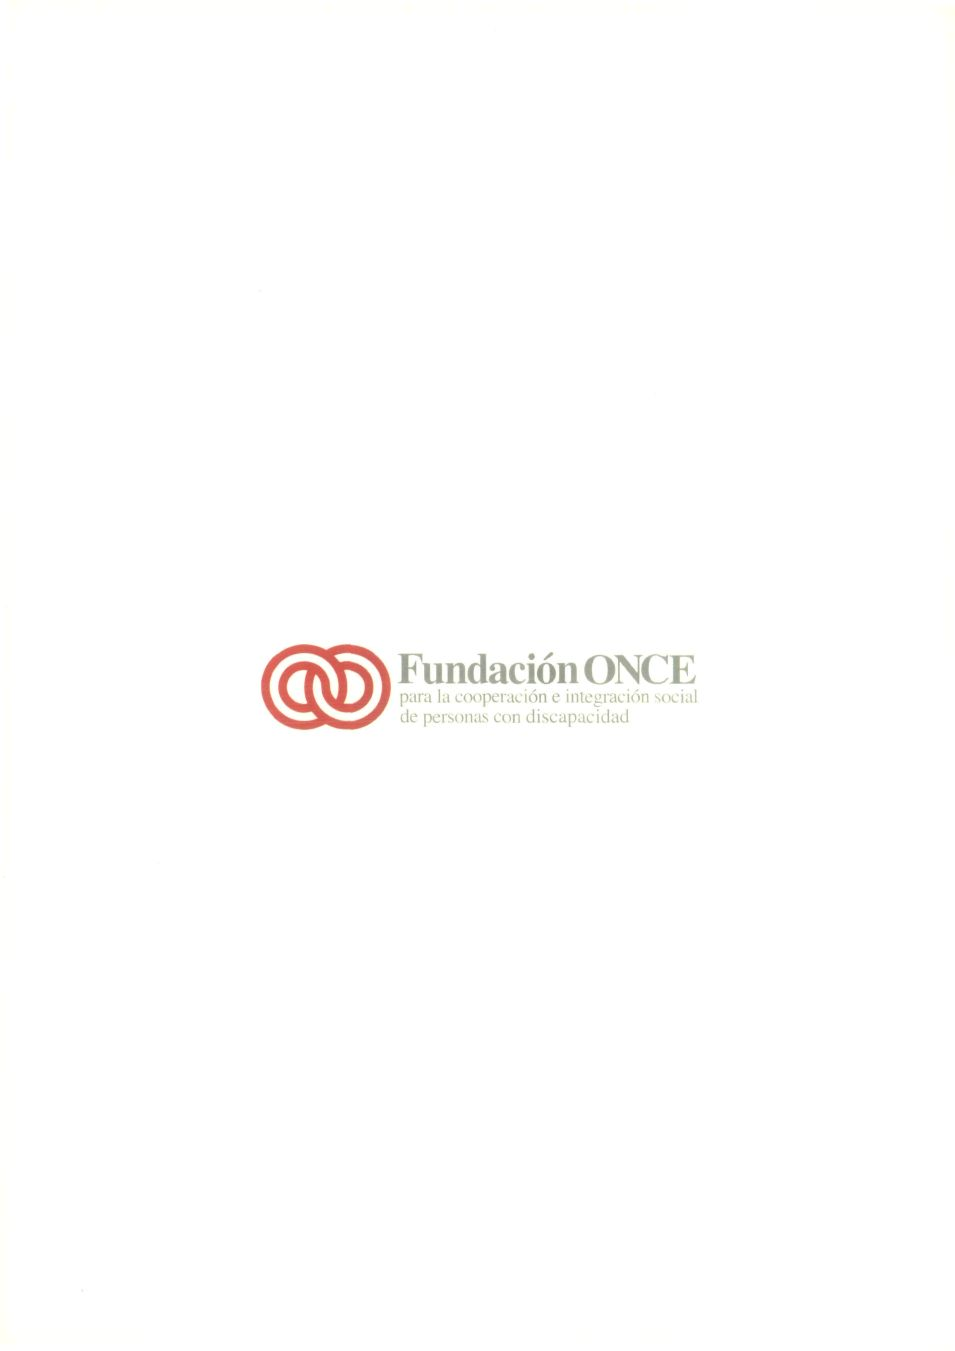 Fundación ONCE
para la cooperación e integración social
de personas con discapacidad